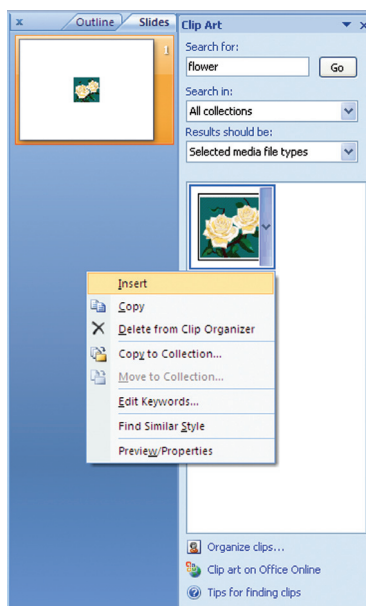 x Outline Slides
1
Clip Art ▼ x
Search for:
flower Go
Search in:
All collections
Results should be:
Selected media file types
Insert
Copy
Delete from Clip Organizer
Copy to Collection...
Move to Collection...
Edit Keywords...
Find Similar Style
Preview/Properties
Organize clips...
Clip art on Office Online
Tips for finding clips